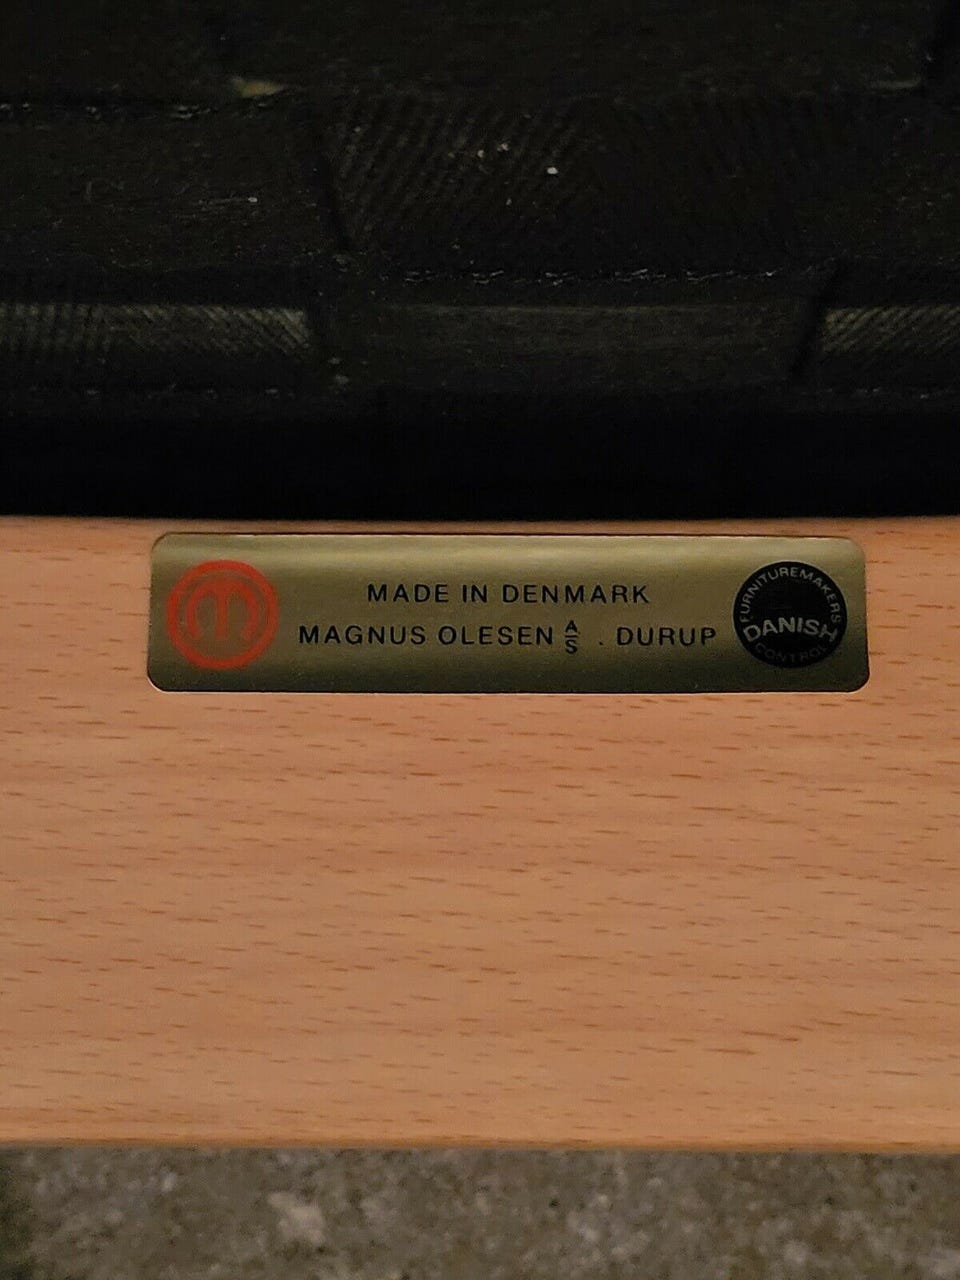 m
MADE IN DENMARK
MAGNUS OLESEN A/S . DURUP
FURNITUREMAKERS
DANISH
CONTROL